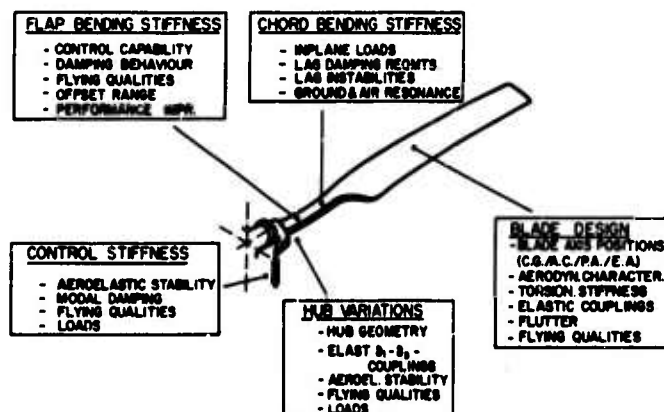 FLAP BENDING STIFFNESS
- CONTROL CAPABILITY
- DAMPING BEHAVIOUR
- FLYING QUALITIES
- OFFSET RANGE
- PERFORMANCE IMPR.
CHORD BENDING STIFFNESS
- INPLANE LOADS
- LAG DAMPING REQMTS
- LAG INSTABILITIES
- GROUND & AIR RESONANCE
CONTROL STIFFNESS
- AEROELASTIC STABILITY
- MODAL DAMPING
- FLYING QUALITIES
- LOADS
HUB VARIATIONS
- HUB GEOMETRY
- ELAST -
COUPLINGS
- AEROEL. STABILITY
- FLYING QUALITIES
- LOADS
BLADE DESIGN
- BLADE AXIS POSITIONS
(C.G./A.C./P.A./E.A)
- AERODYN. CHARACTER.
- TORSION. STIFFNESS
- ELASTIC COUPLINGS
- FLUTTER
- FLYING QUALITIES